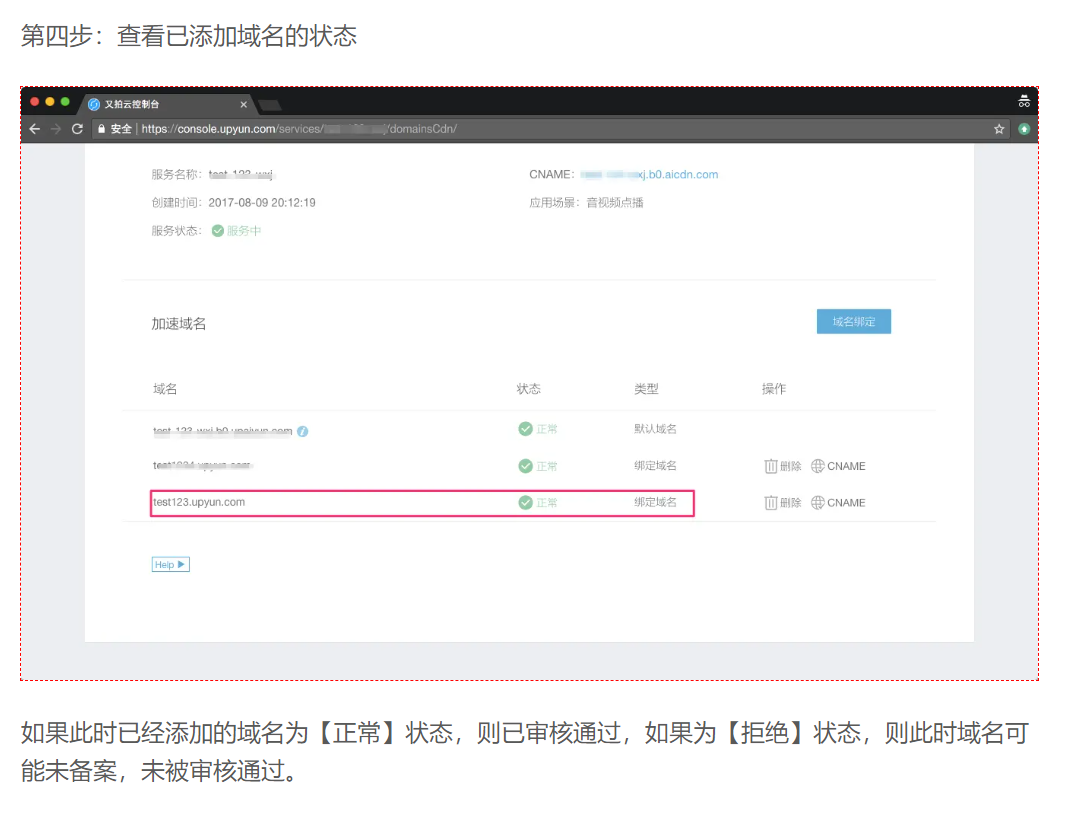 第四步：查看已添加域名的状态
又拍云控制台
安全 | https://console.upyun.com/services/ /domainsCdn/
服务名称：
CNAME： xj.b0.aicdn.com
创建时间：2017-08-09 20:12:19
应用场景：音视频点播
服务状态： 服务中
加速域名
域名绑定
域名 状态 类型 操作
正常 默认域名
正常 绑定域名 删除 CNAME
test123.upyun.com 正常 绑定域名 删除 CNAME
Help
如果此时已经添加的域名为【正常】状态，则已审核通过，如果为【拒绝】状态，则此时域名可
能未备案，未被审核通过。